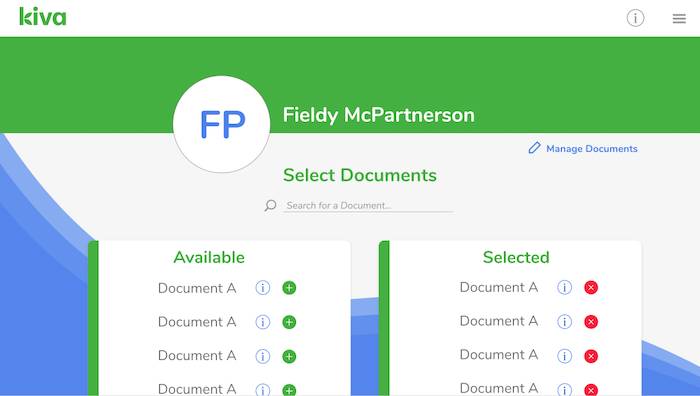 kiva
FP
Fieldy McPartnerson
Manage Documents
Select Documents
Search for a Document...
Available
Document A
Document A
Document A
Document A
Selected
Document A
Document A
Document A
Document A